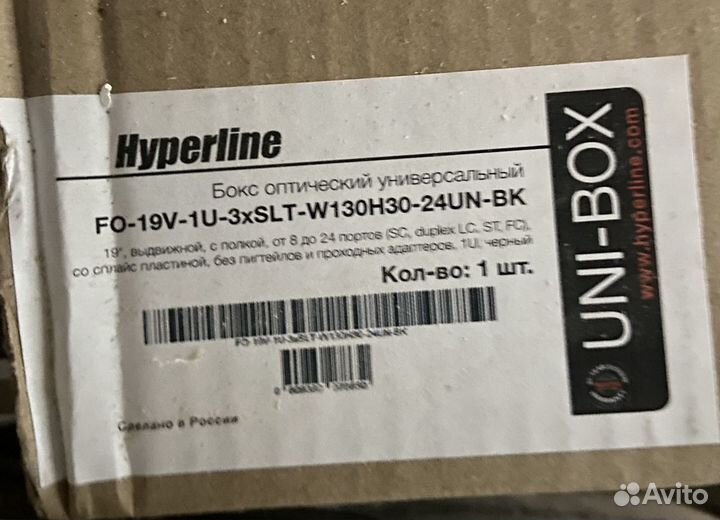 Hyperline
Бокс оптический универсальный
FO-19V-1U-3xSLT-W130H30-24UN-BK
19", выдвижной, с полкой, от 8 до 24 портов (SC, duplex LC, ST, FC),
со сплайс пластиной, без пигтейлов и проходных адаптеров, 1U, черный
Кол-во: 1 шт.
FO-19V-1U-3xSLT-W130H30-24UN-BK
Сделано в России
UNI-BOX
www.hyperline.com
Avito